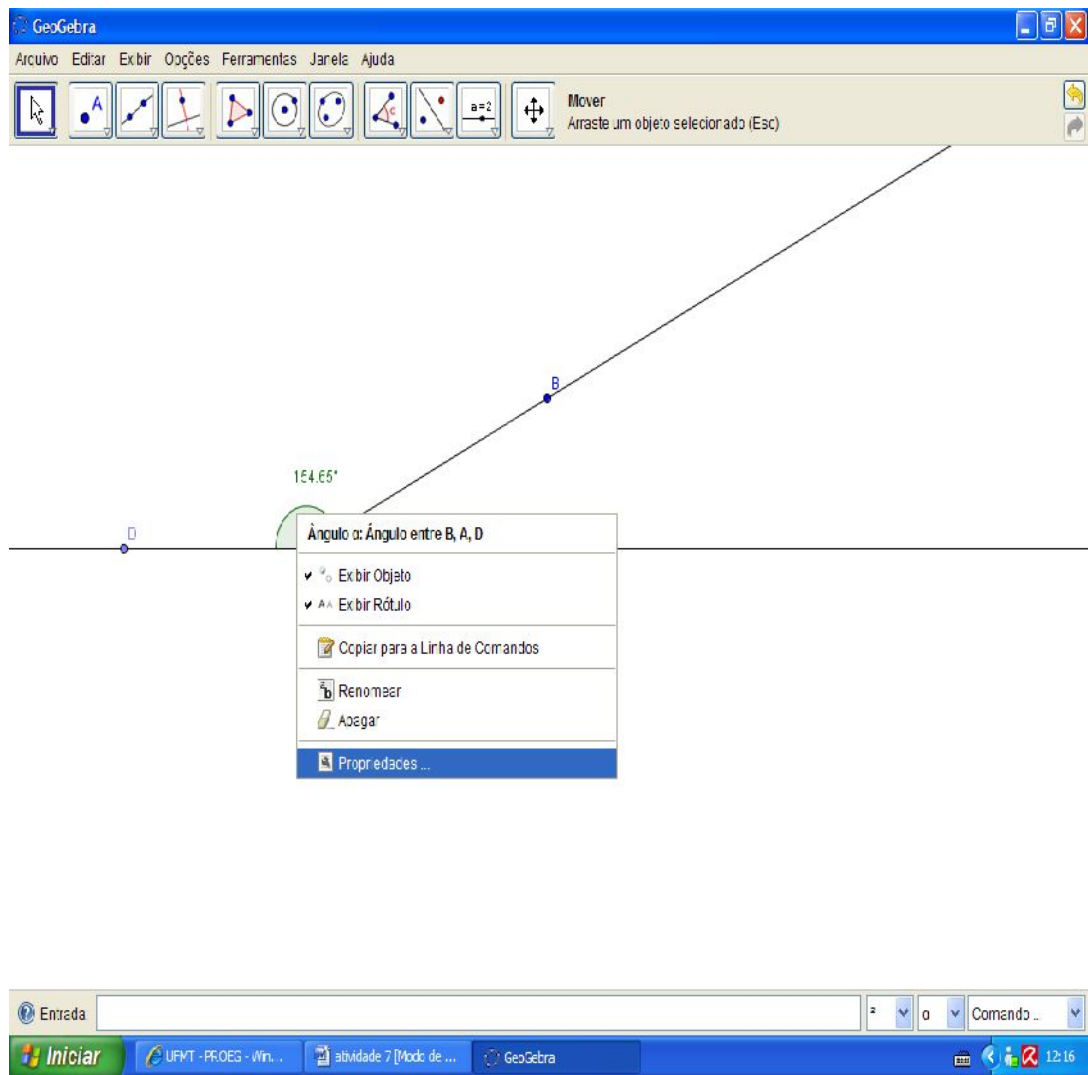 GeoGebra
Arquivo Editar Exibir Opções Ferramentas Janela Ajuda
A
a=2
Mover
Arraste um objeto selecionado (Esc)
B
154.65°
D
Ângulo α: Ângulo entre B, A, D
Exibir Objeto
AA Exibir Rótulo
Copiar para a Linha de Comandos
Renomear
Apagar
Propriedades ...
Entrada
² α Comando ...
Iniciar UFMT - PROEG - Win... atividade 7 [Modo de ... GeoGebra 12:16